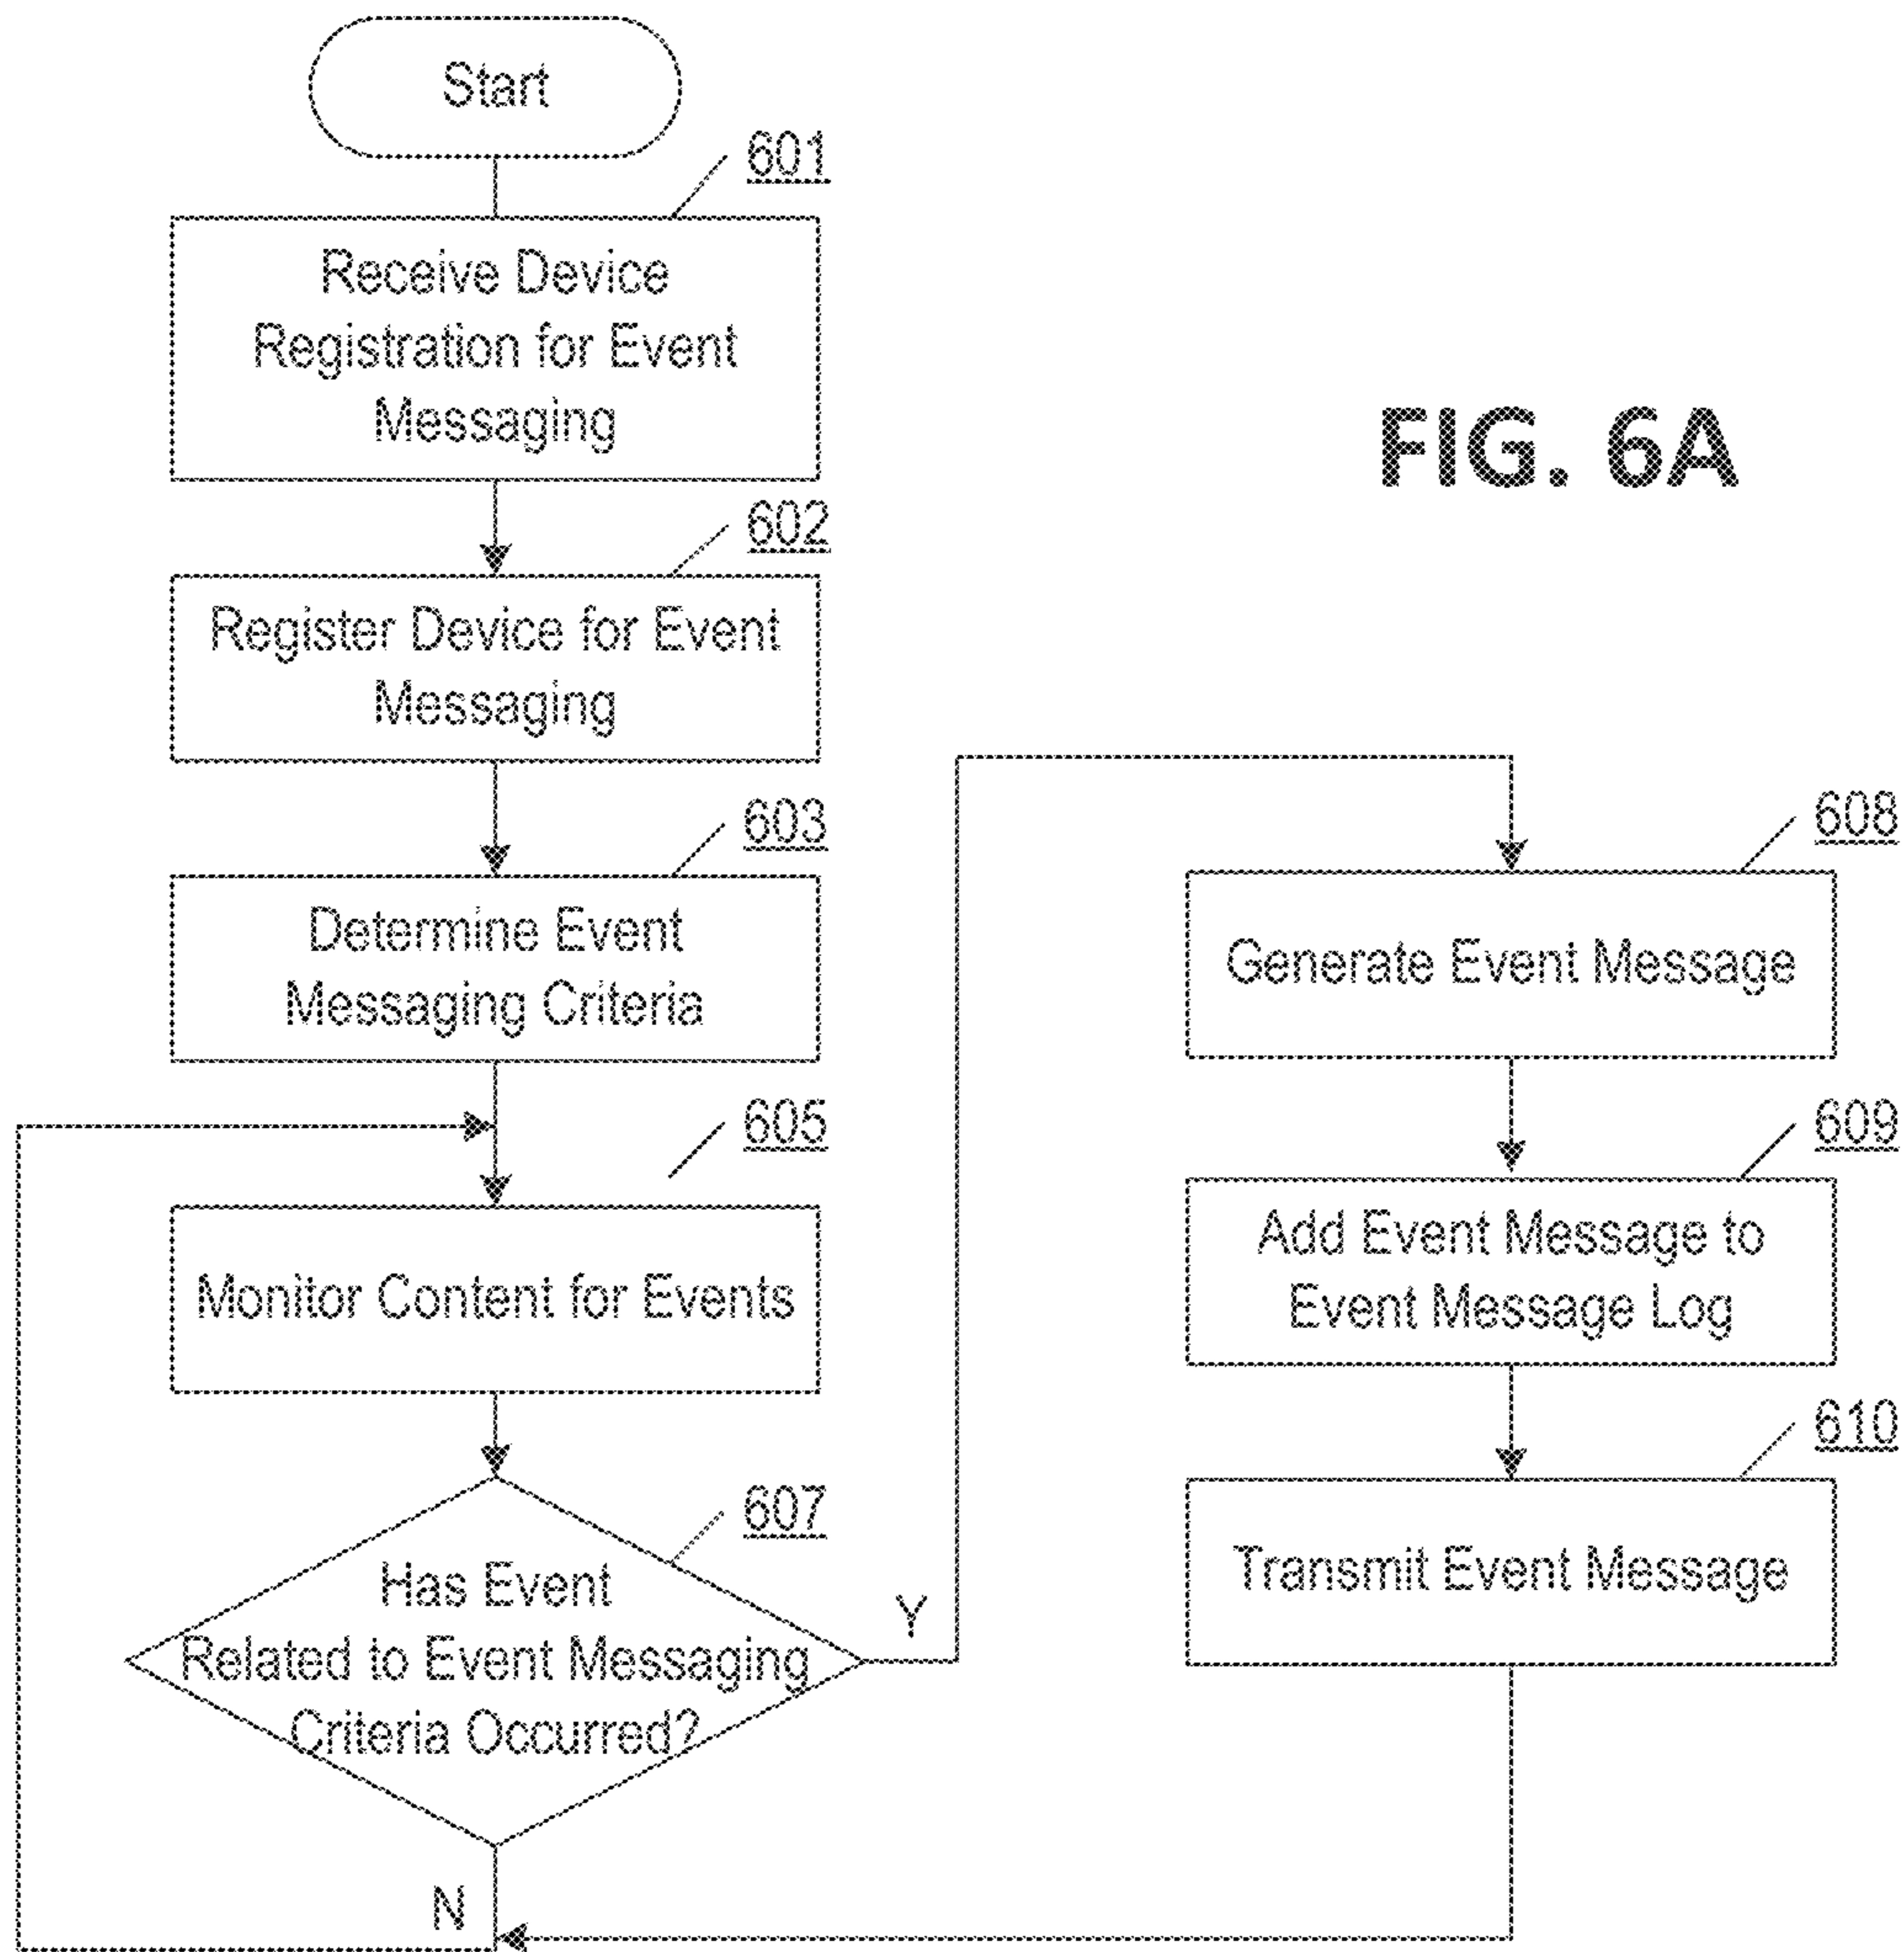 Start
601
Receive Device
Registration for Event
Messaging
FIG. 6A
602
Register Device for Event
Messaging
603
Determine Event
Messaging Criteria
605
Monitor Content for Events
607
Has Event
Related to Event Messaging
Criteria Occurred?
Y
N
608
Generate Event Message
609
Add Event Message to
Event Message Log
610
Transmit Event Message